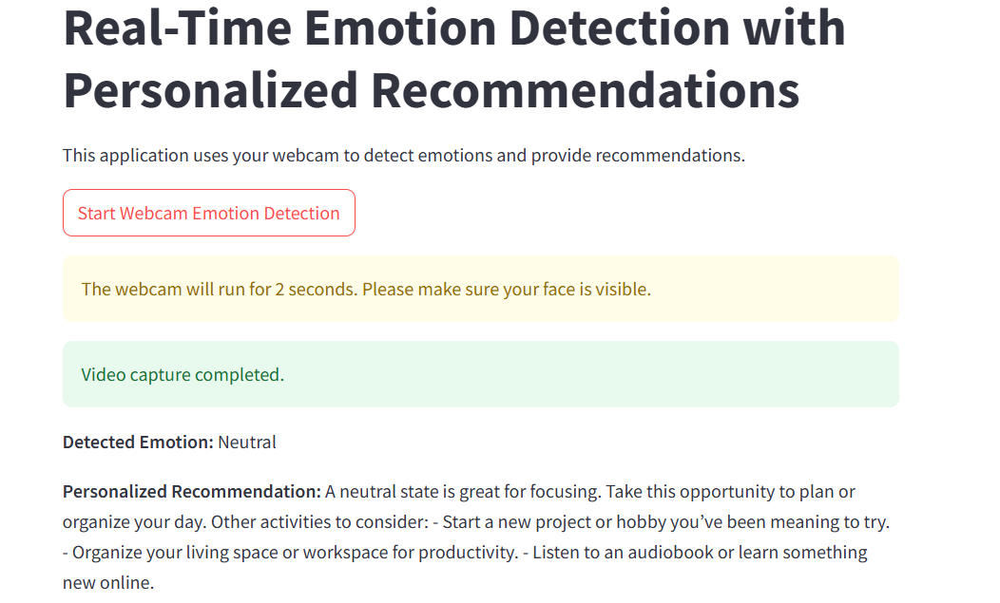 Real-Time Emotion Detection with
Personalized Recommendations
This application uses your webcam to detect emotions and provide recommendations.
Start Webcam Emotion Detection
The webcam will run for 2 seconds. Please make sure your face is visible.
Video capture completed.
Detected Emotion: Neutral
Personalized Recommendation: A neutral state is great for focusing. Take this opportunity to plan or
organize your day. Other activities to consider: - Start a new project or hobby you’ve been meaning to try.
- Organize your living space or workspace for productivity. - Listen to an audiobook or learn something
new online.